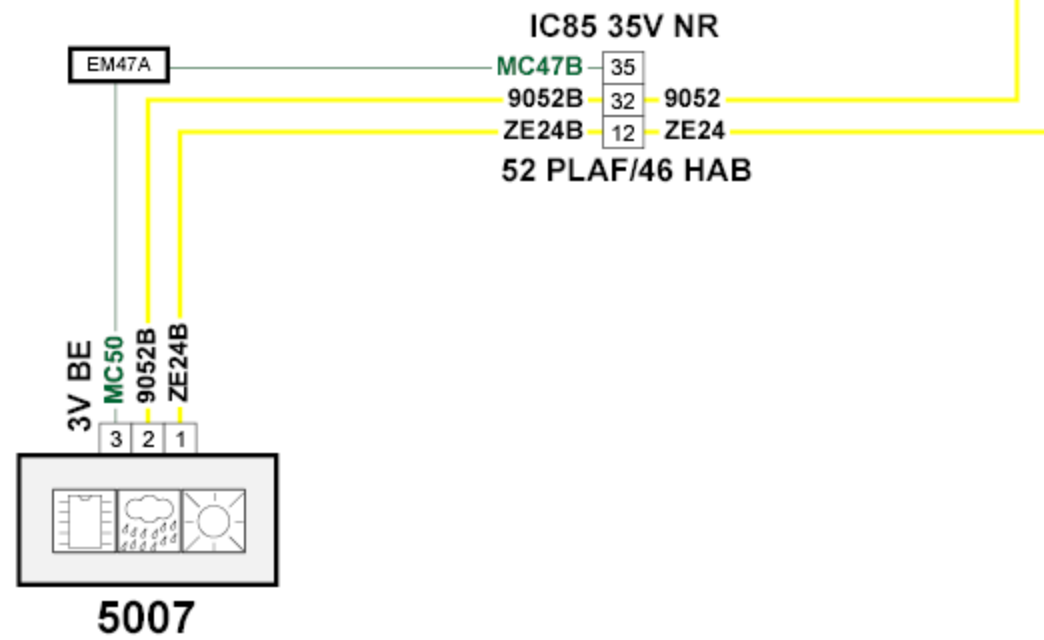 IC85 35V NR
EM47A
MC47B 35
9052B 32 9052
ZE24B 12 ZE24
52 PLAF/46 HAB
3V BE
MC50
9052B
ZE24B
3 2 1
5007